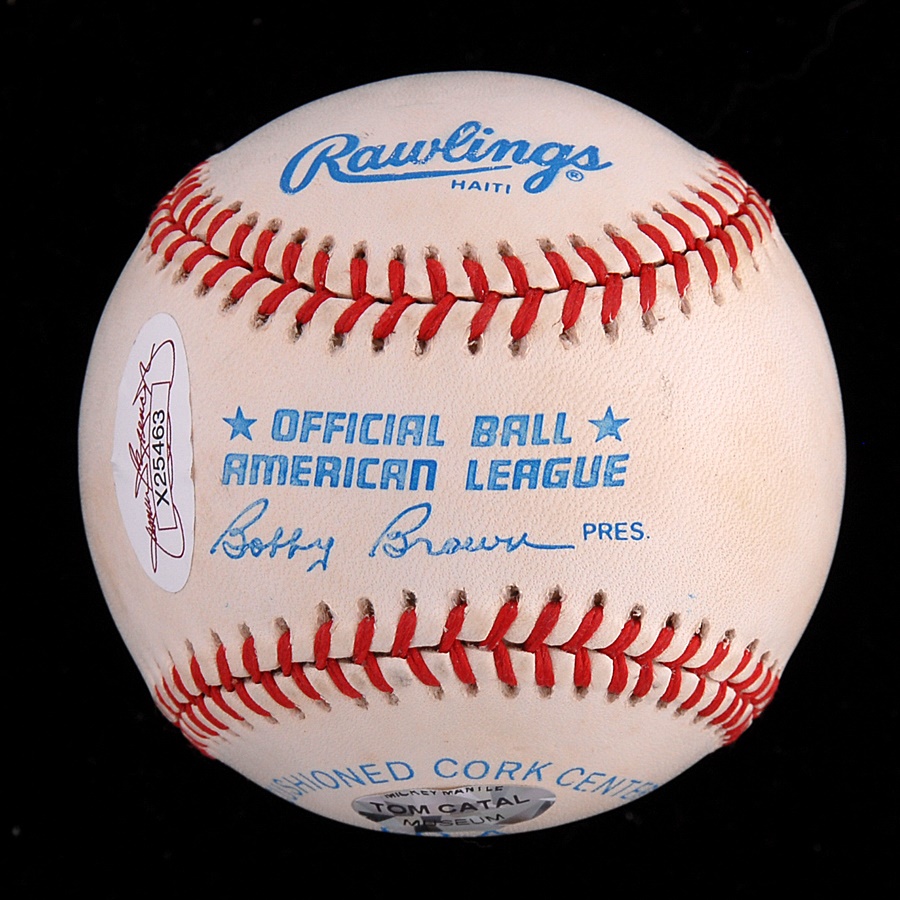 Rawlings®
HAITI
★ OFFICIAL BALL ★
AMERICAN LEAGUE
Bobby Brown PRES.
X25463
SHIONED CORK CENTE
MICKEY MANTLE
TOM CATAL
MUSEUM